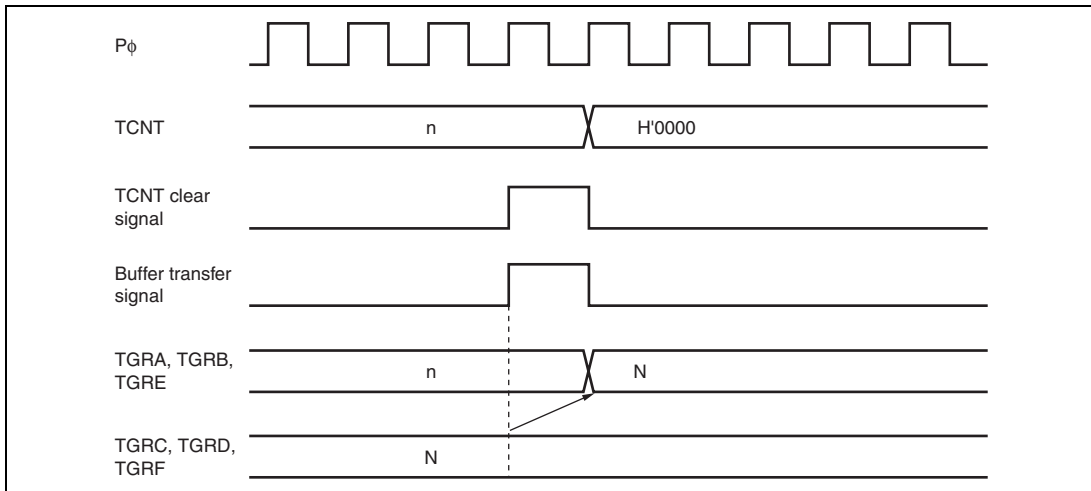 Pϕ
TCNT
n
H'0000
TCNT clear
signal
Buffer transfer
signal
TGRA, TGRB,
TGRE
n
N
TGRC, TGRD,
TGRF
N